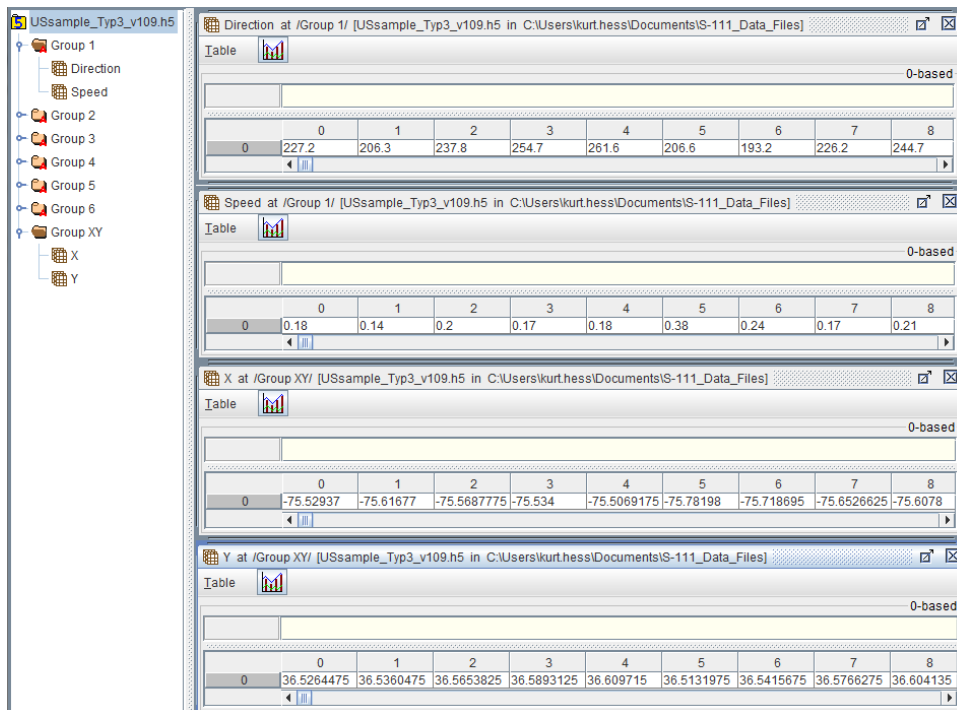 USsample_Typ3_v109.h5
Group 1
Direction
Speed
Group 2
Group 3
Group 4
Group 5
Group 6
Group XY
X
Y
Direction at /Group 1/ [USsample_Typ3_v109.h5 in C:\Users\kurt.hess\Documents\S-111_Data_Files]
Table
0-based
0 1 2 3 4 5 6 7 8
0 227.2 206.3 237.8 254.7 261.6 206.6 193.2 226.2 244.7
Speed at /Group 1/ [USsample_Typ3_v109.h5 in C:\Users\kurt.hess\Documents\S-111_Data_Files]
Table
0-based
0 1 2 3 4 5 6 7 8
0 0.18 0.14 0.2 0.17 0.18 0.38 0.24 0.17 0.21
X at /Group XY/ [USsample_Typ3_v109.h5 in C:\Users\kurt.hess\Documents\S-111_Data_Files]
Table
0-based
0 1 2 3 4 5 6 7 8
0 -75.52937 -75.61677 -75.5687775 -75.534 -75.5069175 -75.78198 -75.718695 -75.6526625 -75.6078
Y at /Group XY/ [USsample_Typ3_v109.h5 in C:\Users\kurt.hess\Documents\S-111_Data_Files]
Table
0-based
0 1 2 3 4 5 6 7 8
0 36.5264475 36.5360475 36.5653825 36.5893125 36.609715 36.5131975 36.5415675 36.5766275 36.604135